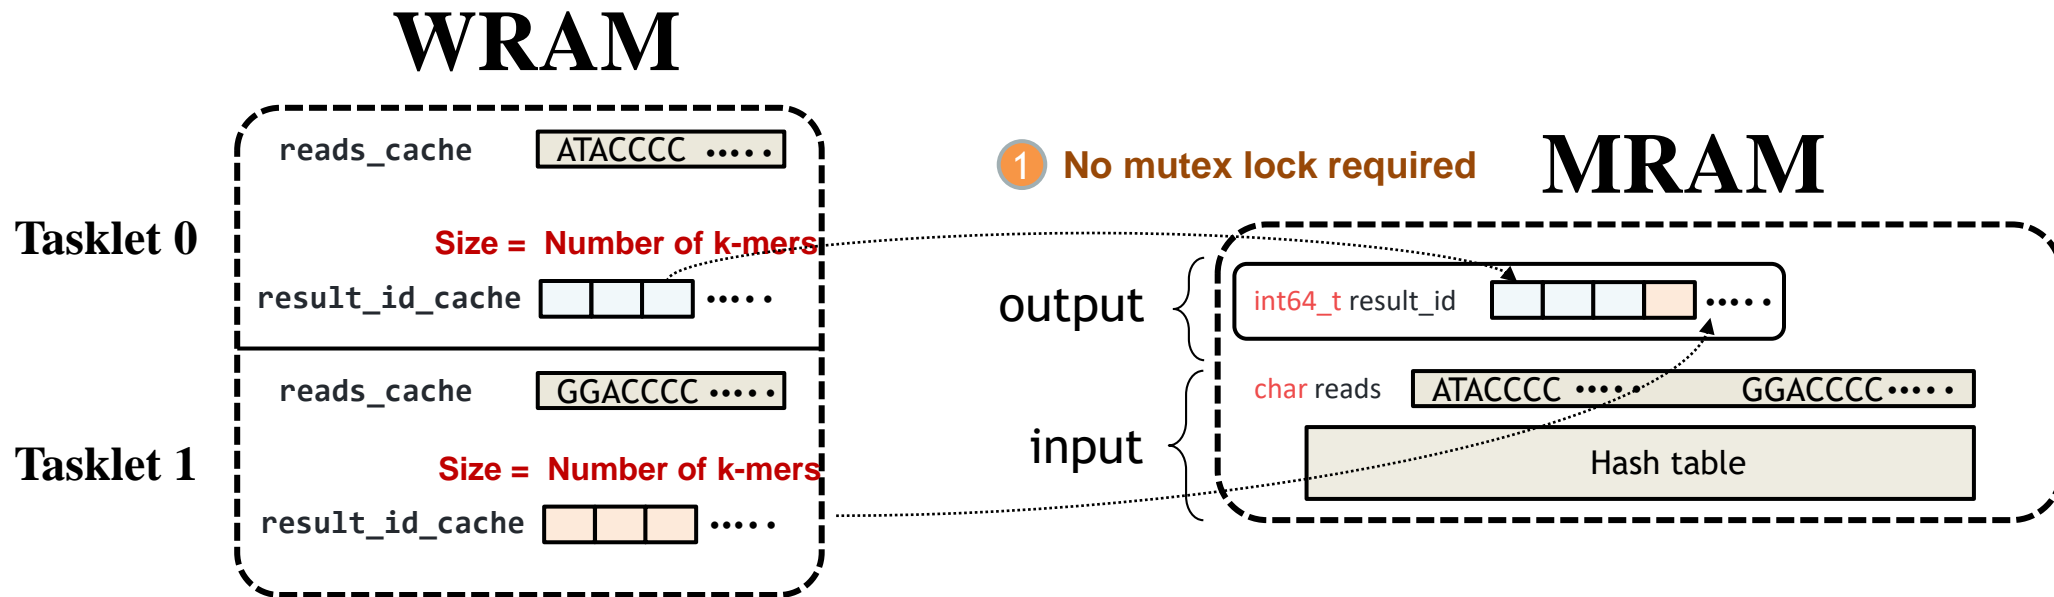 WRAM
reads_cache ATACCCC •••••
Tasklet 0
Size = Number of k-mers
result_id_cache •••••
reads_cache GGACCCC •••••
Tasklet 1
Size = Number of k-mers
result_id_cache •••••
1 No mutex lock required
MRAM
output
int64_t result_id •••••
input
char reads ATACCCC ••••• GGACCCC •••••
Hash table